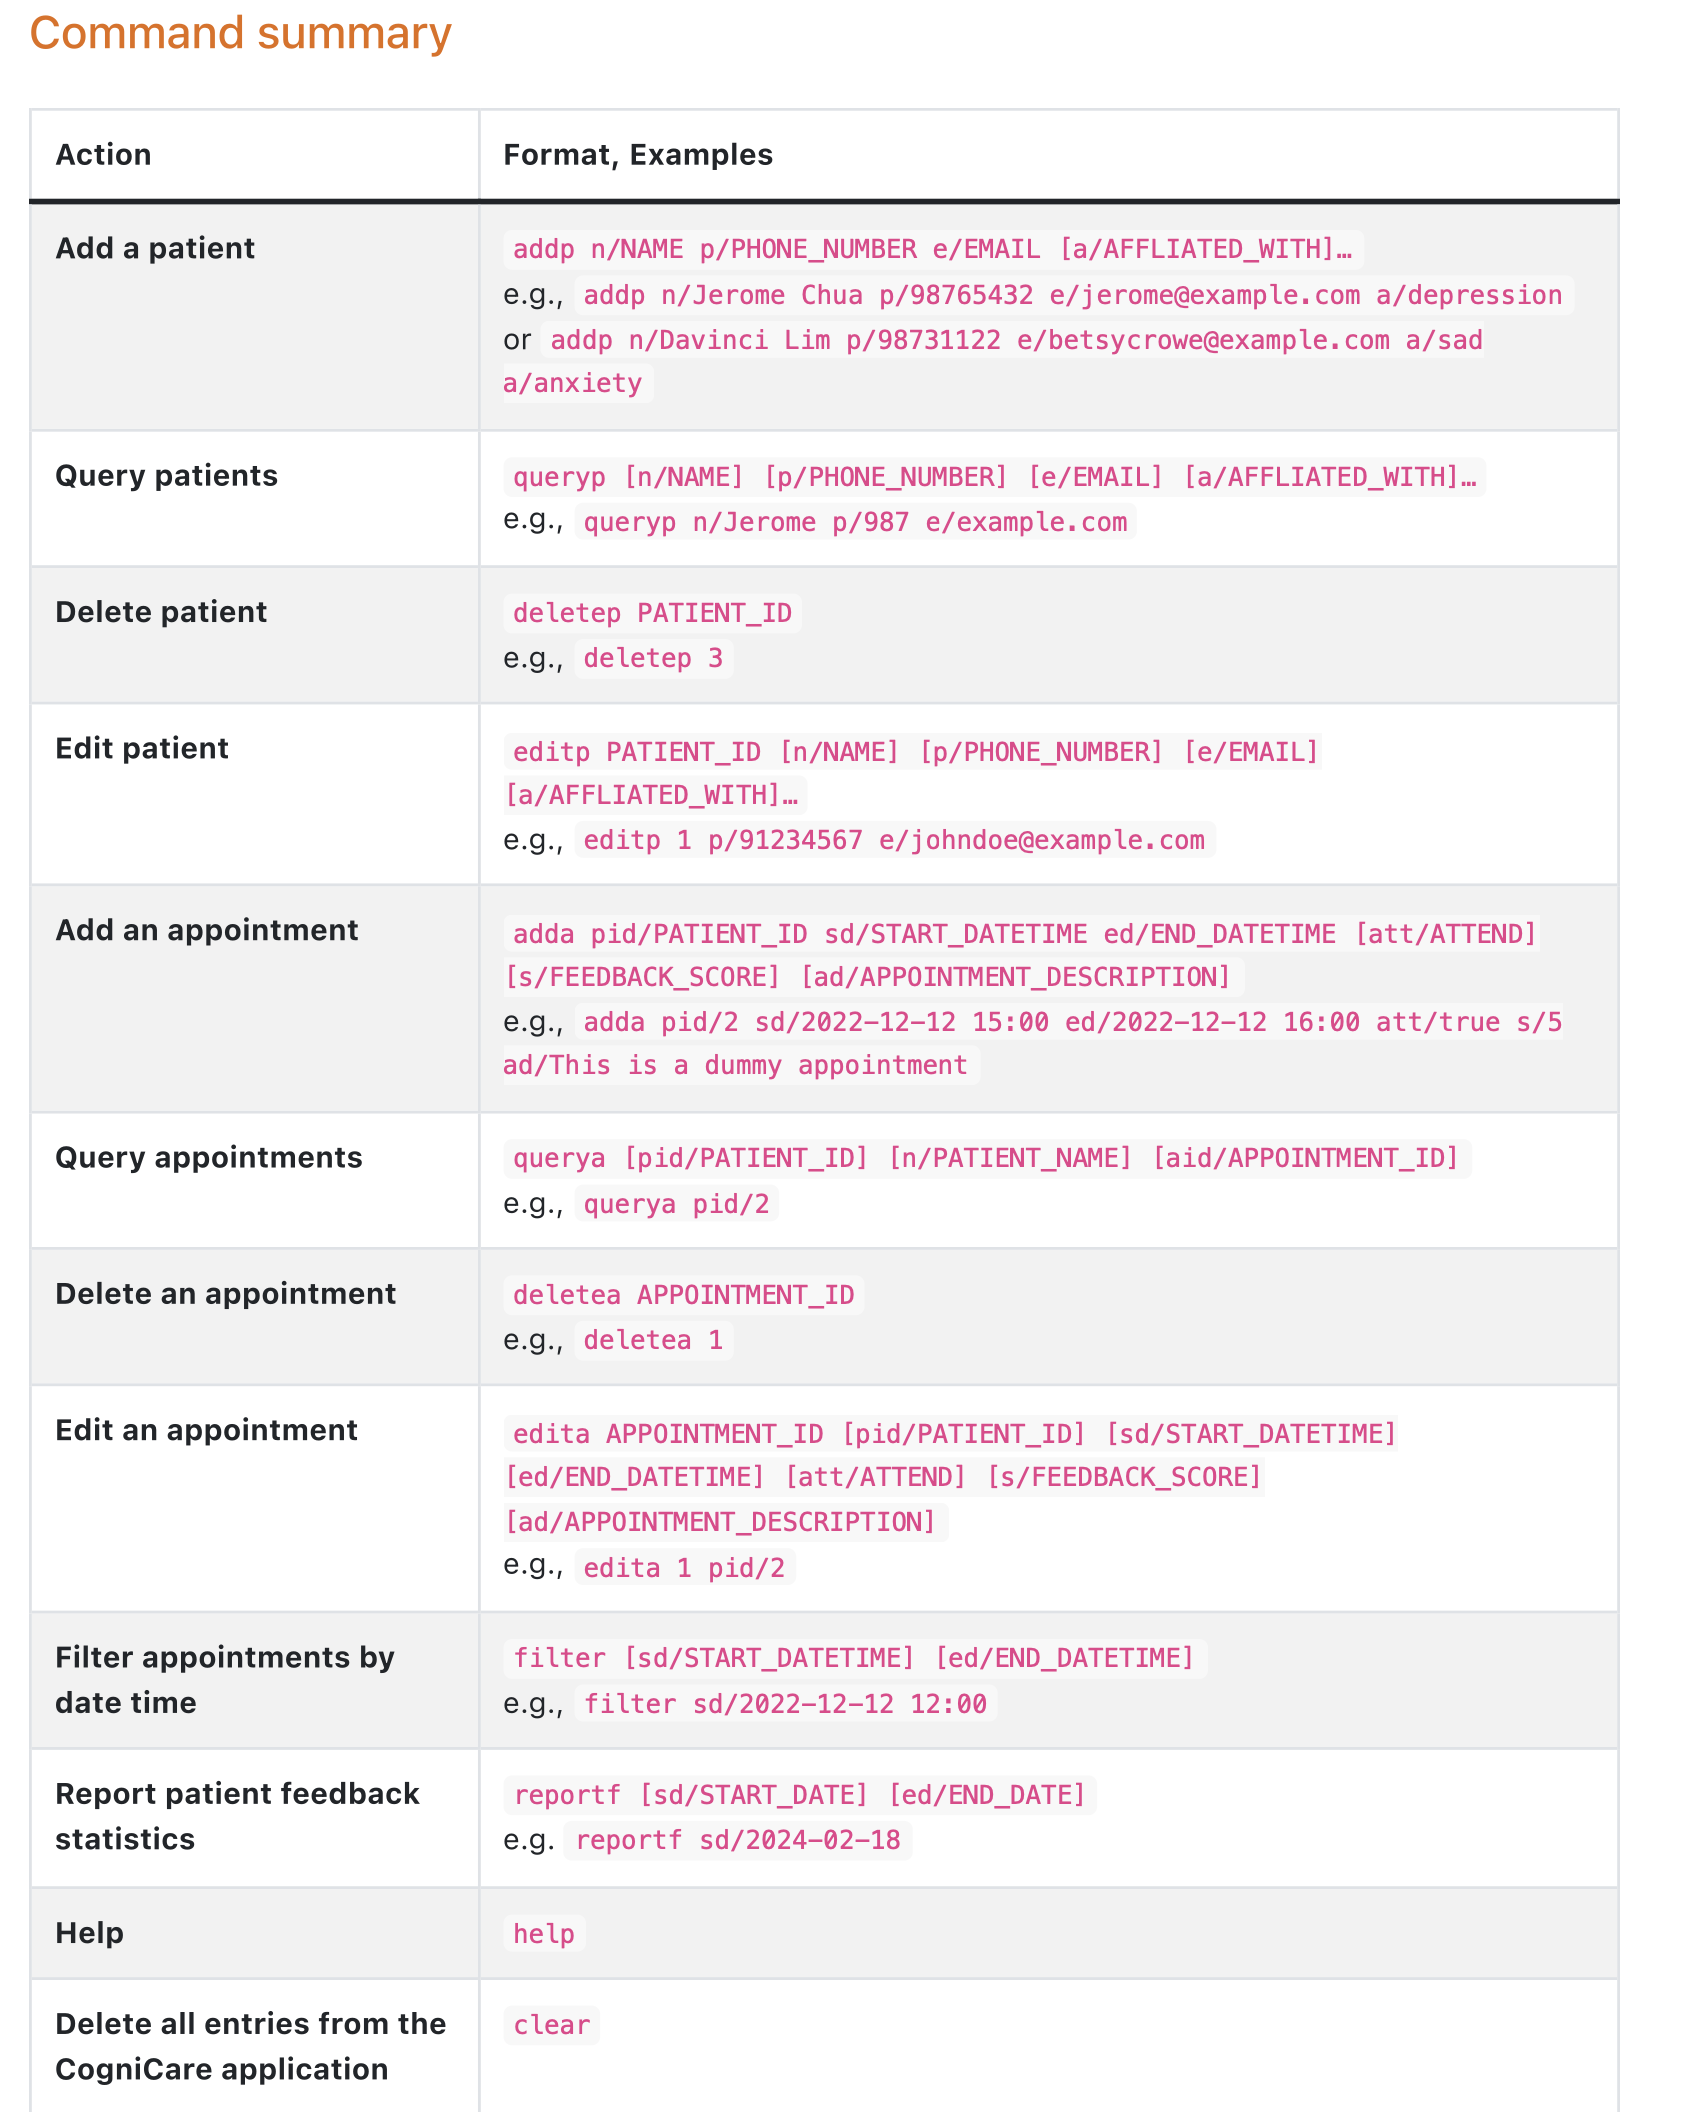 Command summary
Action
Format, Examples
Add a patient
addp n/NAME p/PHONE_NUMBER e/EMAIL [a/AFFLIATED_WITH]…
e.g., addp n/Jerome Chua p/98765432 e/jerome@example.com a/depression
or addp n/Davinci Lim p/98731122 e/betsycrowe@example.com a/sad
a/anxiety
Query patients
queryp [n/NAME] [p/PHONE_NUMBER] [e/EMAIL] [a/AFFLIATED_WITH]…
e.g., queryp n/Jerome p/987 e/example.com
Delete patient
deletep PATIENT_ID
e.g., deletep 3
Edit patient
editp PATIENT_ID [n/NAME] [p/PHONE_NUMBER] [e/EMAIL]
[a/AFFLIATED_WITH]…
e.g., editp 1 p/91234567 e/johndoe@example.com
Add an appointment
adda pid/PATIENT_ID sd/START_DATETIME ed/END_DATETIME [att/ATTEND]
[s/FEEDBACK_SCORE] [ad/APPOINTMENT_DESCRIPTION]
e.g., adda pid/2 sd/2022-12-12 15:00 ed/2022-12-12 16:00 att/true s/5
ad/This is a dummy appointment
Query appointments
querya [pid/PATIENT_ID] [n/PATIENT_NAME] [aid/APPOINTMENT_ID]
e.g., querya pid/2
Delete an appointment
deletea APPOINTMENT_ID
e.g., deletea 1
Edit an appointment
edita APPOINTMENT_ID [pid/PATIENT_ID] [sd/START_DATETIME]
[ed/END_DATETIME] [att/ATTEND] [s/FEEDBACK_SCORE]
[ad/APPOINTMENT_DESCRIPTION]
e.g., edita 1 pid/2
Filter appointments by
date time
filter [sd/START_DATETIME] [ed/END_DATETIME]
e.g., filter sd/2022-12-12 12:00
Report patient feedback
statistics
reportf [sd/START_DATE] [ed/END_DATE]
e.g. reportf sd/2024-02-18
Help
help
Delete all entries from the
CogniCare application
clear